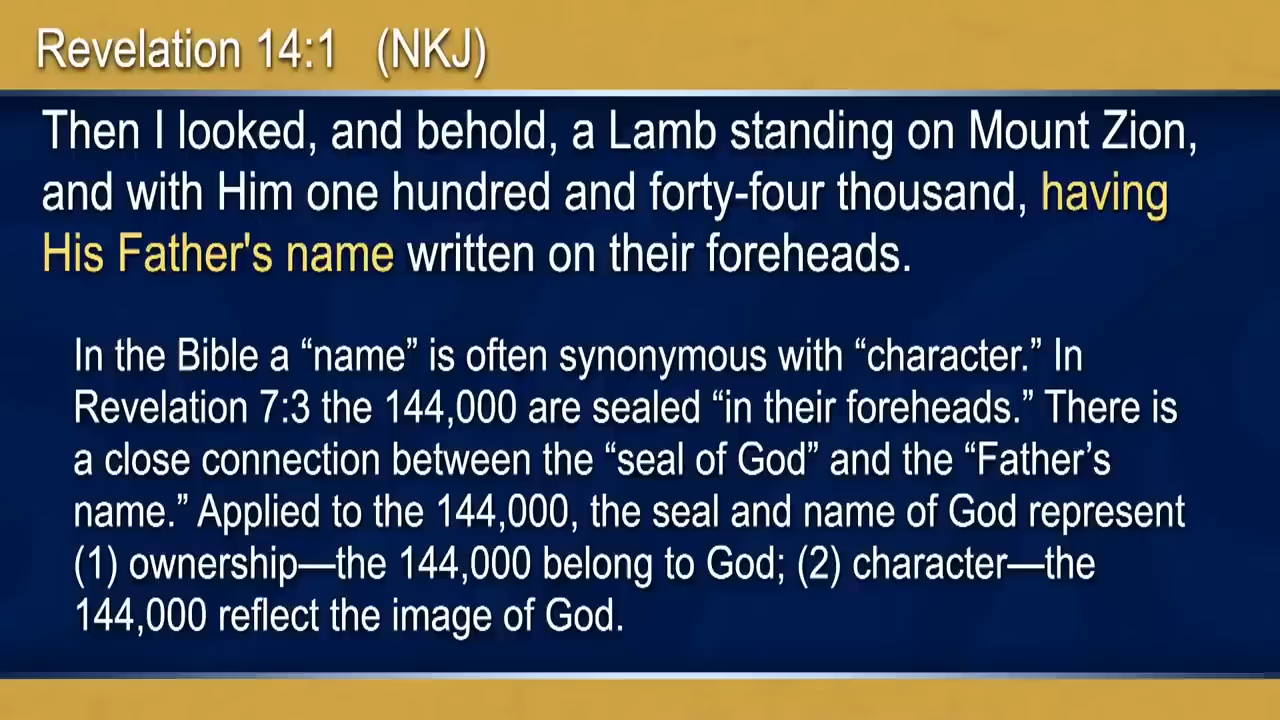 Revelation 14:1 (NKJ)
Then I looked, and behold, a Lamb standing on Mount Zion,
and with Him one hundred and forty-four thousand, having
His Father's name written on their foreheads.
In the Bible a “name” is often synonymous with “character.” In
Revelation 7:3 the 144,000 are sealed “in their foreheads.” There is
a close connection between the “seal of God” and the “Father’s
name.” Applied to the 144,000, the seal and name of God represent
(1) ownership—the 144,000 belong to God; (2) character—the
144,000 reflect the image of God.